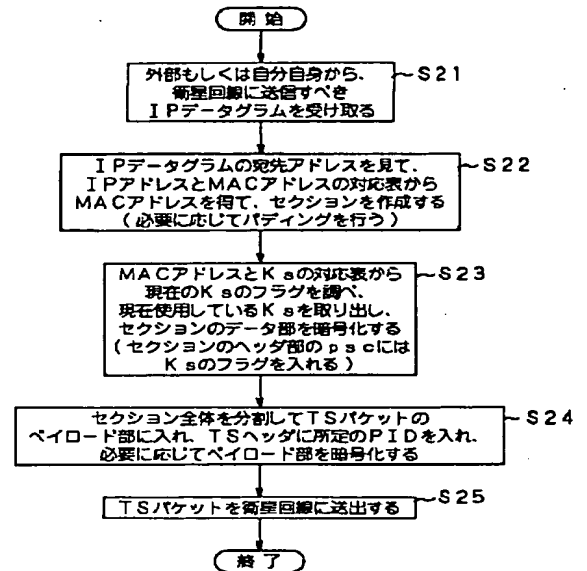 開始
外部もしくは自分自身から、
衛星回線に送信すべき
IPデータグラムを受け取る
S21
IPデータグラムの宛先アドレスを見て、
IPアドレスとMACアドレスの対応表から
MACアドレスを得て、セクションを作成する
(必要に応じてパディングを行う)
S22
MACアドレスとKsの対応表から
現在のKsのフラグを調べ、
現在使用しているKsを取り出し、
セクションのデータ部を暗号化する
(セクションのヘッダ部のpscには
Ksのフラグを入れる)
S23
セクション全体を分割してTSパケットの
ペイロード部に入れ、TSヘッダに所定のPIDを入れ、
必要に応じてペイロード部を暗号化する
S24
TSパケットを衛星回線に送出する
S25
終了